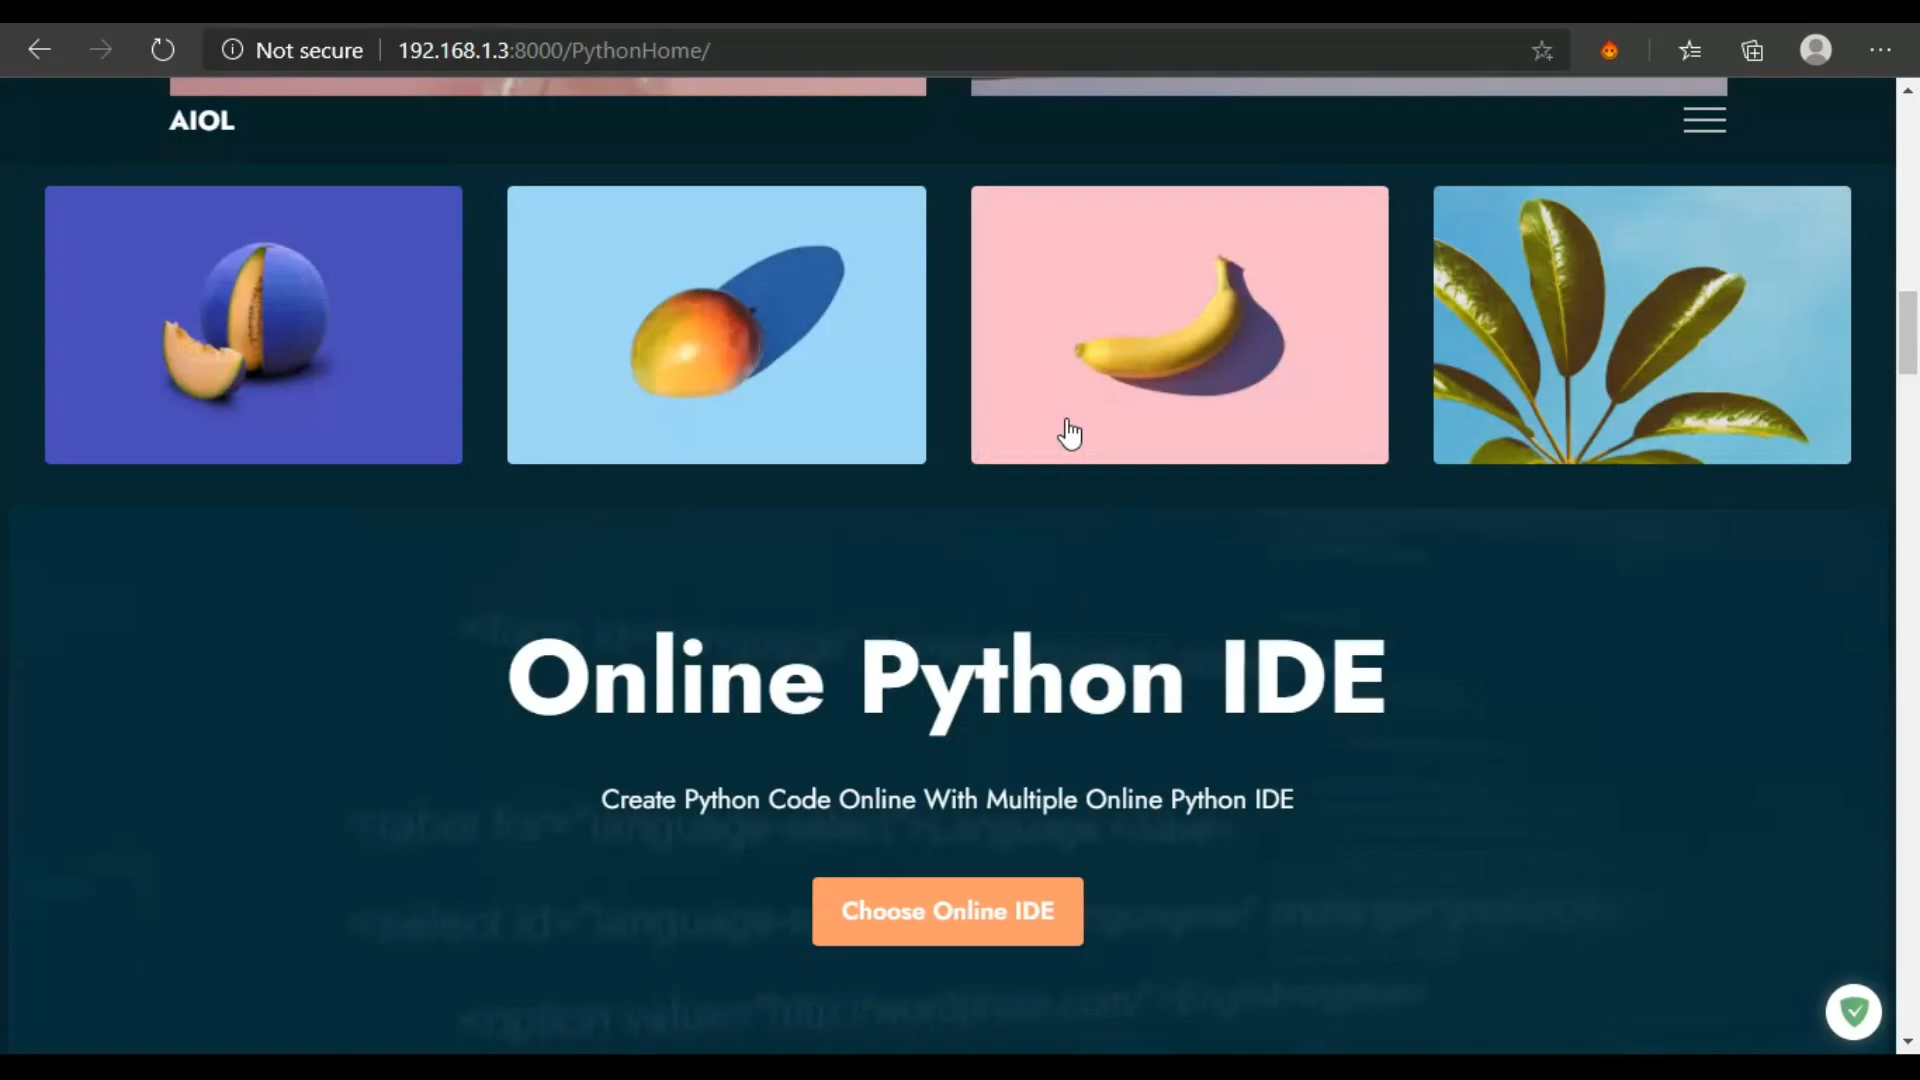 Not secure
192.168.1.3:8000/PythonHome/
AIOL
Online Python IDE
Create Python Code Online With Multiple Online Python IDE
Choose Online IDE